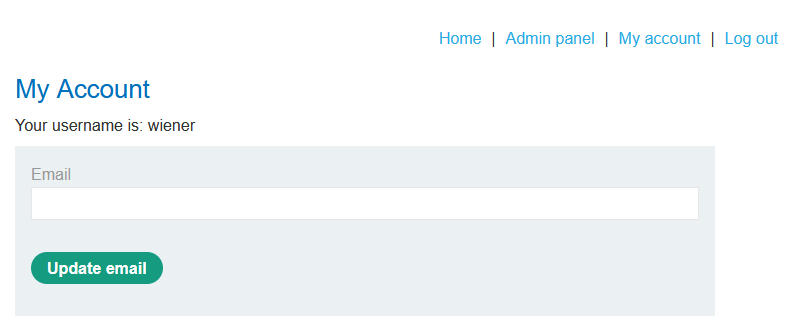 Home | Admin panel | My account | Log out
My Account
Your username is: wiener
Email
Update email